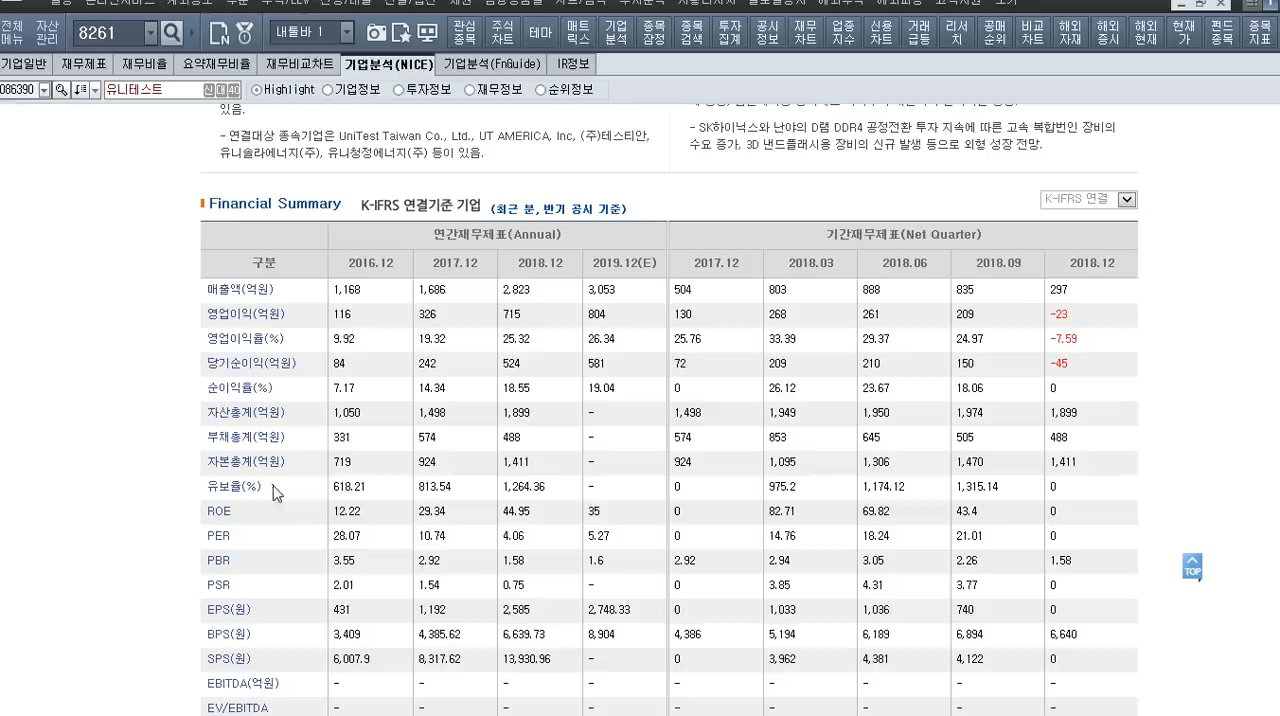 전체 메뉴 자산 관리 8261 내툴바 1 관심 종목 주식 차트 테마 매트 릭스 기업 분석 종목 잠정 종목 검색 투자 집계 공시 정보 재무 차트 업종 지수 신용 차트 거래 급등 리서 치 공매 순위 비교 차트 해외 자재 해외 증시 해외 현재 현재 가 펀드 종목 종목 지표
기업일반 재무제표 재무비율 요약재무비율 재무비교차트 기업분석(NICE) 기업분석(FnGuide) IR정보
086390 유니테스트 신 대 40 Highlight 기업정보 투자정보 재무정보 순위정보
있음.
- 연결대상 종속기업은 UniTest Taiwan Co., Ltd., UT AMERICA, Inc, (주)테스티안,
유니솔라에너지(주), 유니청정에너지(주) 등이 있음.
- SK하이닉스와 난야의 D램 DDR4 공정전환 투자 지속에 따른 고속 복합번인 장비의
수요 증가, 3D 낸드플래시용 장비의 신규 발생 등으로 외형 성장 전망.
Financial Summary K-IFRS 연결기준 기업 (최근 분, 반기 공시 기준) K-IFRS 연결
연간재무제표(Annual) 기간재무제표(Net Quarter)
구분 2016.12 2017.12 2018.12 2019.12(E) 2017.12 2018.03 2018.06 2018.09 2018.12
매출액(억원) 1,168 1,686 2,823 3,053 504 803 888 835 297
영업이익(억원) 116 326 715 804 130 268 261 209 -23
영업이익률(%) 9.92 19.32 25.32 26.34 25.76 33.39 29.37 24.97 -7.59
당기순이익(억원) 84 242 524 581 72 209 210 150 -45
순이익률(%) 7.17 14.34 18.55 19.04 0 26.12 23.67 18.06 0
자산총계(억원) 1,050 1,498 1,899 - 1,498 1,949 1,950 1,974 1,899
부채총계(억원) 331 574 488 - 574 853 645 505 488
자본총계(억원) 719 924 1,411 - 924 1,095 1,306 1,470 1,411
유보율(%) 618.21 813.54 1,264.36 - 0 975.2 1,174.12 1,315.14 0
ROE 12.22 29.34 44.95 35 0 82.71 69.82 43.4 0
PER 28.07 10.74 4.06 5.27 0 14.76 18.24 21.01 0
PBR 3.55 2.92 1.58 1.6 2.92 2.94 3.05 2.26 1.58
PSR 2.01 1.54 0.75 - 0 3.85 4.31 3.77 0
EPS(원) 431 1,192 2,585 2,748.33 0 1,033 1,036 740 0
BPS(원) 3,409 4,385.62 6,639.73 8,904 4,386 5,194 6,189 6,894 6,640
SPS(원) 6,007.9 8,317.62 13,930.96 - 0 3,962 4,381 4,122 0
EBITDA(억원) - - - - - - - - -
EV/EBITDA - - - - - - - - -
TOP